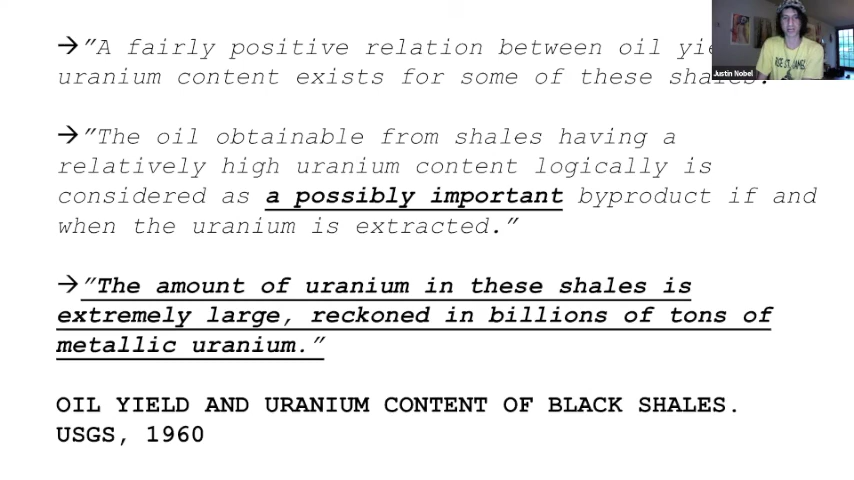 →"A fairly positive relation between oil
uranium content exists for some of these shales.
→"The oil obtainable from shales having a
relatively high uranium content logically is
considered as a possibly important byproduct if and
when the uranium is extracted."
→"The amount of uranium in these shales is
extremely large, reckoned in billions of tons of
metallic uranium."
OIL YIELD AND URANIUM CONTENT OF BLACK SHALES.
USGS, 1960
Justin Nobel